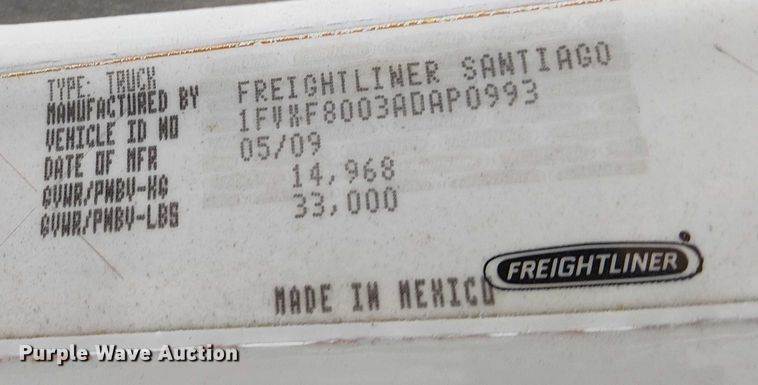 TYPE: TRUCK
MANUFACTURED BY FREIGHTLINER SANTIAGO
VEHICLE ID NO 1FVXF8003ADAP0993
DATE OF MFR 05/09
GVWR/PNBV-KG 14,968
GVWR/PNBV-LBS 33,000
FREIGHTLINER
MADE IN MEXICO
Purple Wave Auction